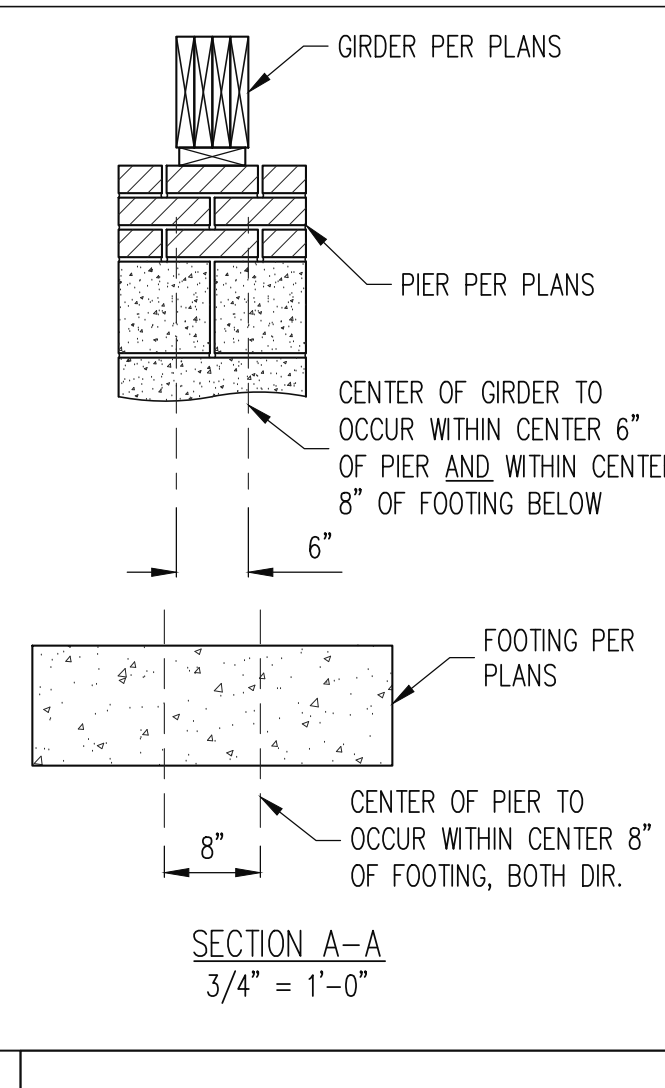 GIRDER PER PLANS
PIER PER PLANS
CENTER OF GIRDER TO
OCCUR WITHIN CENTER 6”
OF PIER AND WITHIN CENTER
8” OF FOOTING BELOW
6”
FOOTING PER
PLANS
CENTER OF PIER TO
OCCUR WITHIN CENTER 8”
OF FOOTING, BOTH DIR.
8”
SECTION A–A
3/4” = 1’–0”